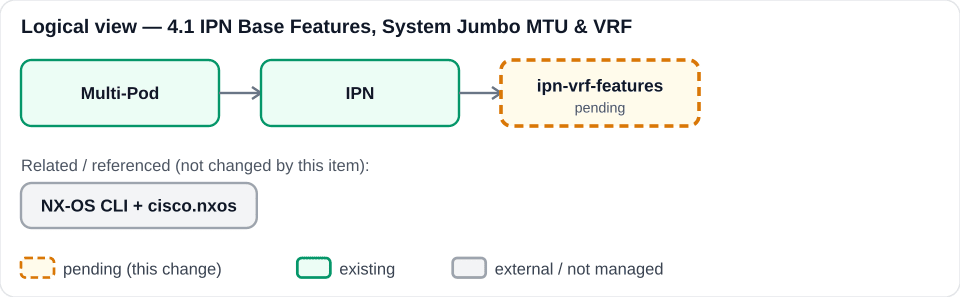 Logical view — 4.1 IPN Base Features, System Jumbo MTU & VRF
Multi-Pod
IPN
ipn-vrf-features
pending
Related / referenced (not changed by this item):
NX-OS CLI + cisco.nxos
pending (this change)
existing
external / not managed